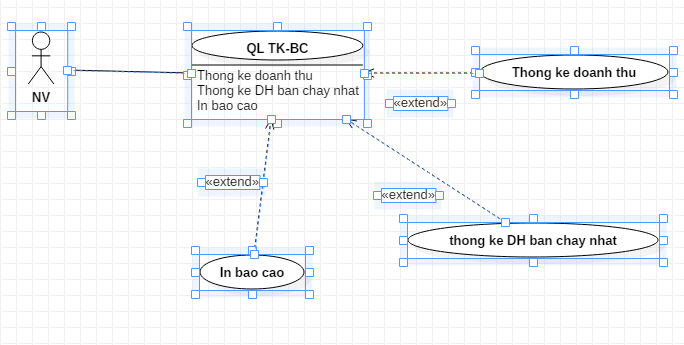 QL TK-BC
Thong ke doanh thu
Thong ke DH ban chay nhat
In bao cao
NV
Thong ke doanh thu
«extend»
«extend»
«extend»
thong ke DH ban chay nhat
In bao cao